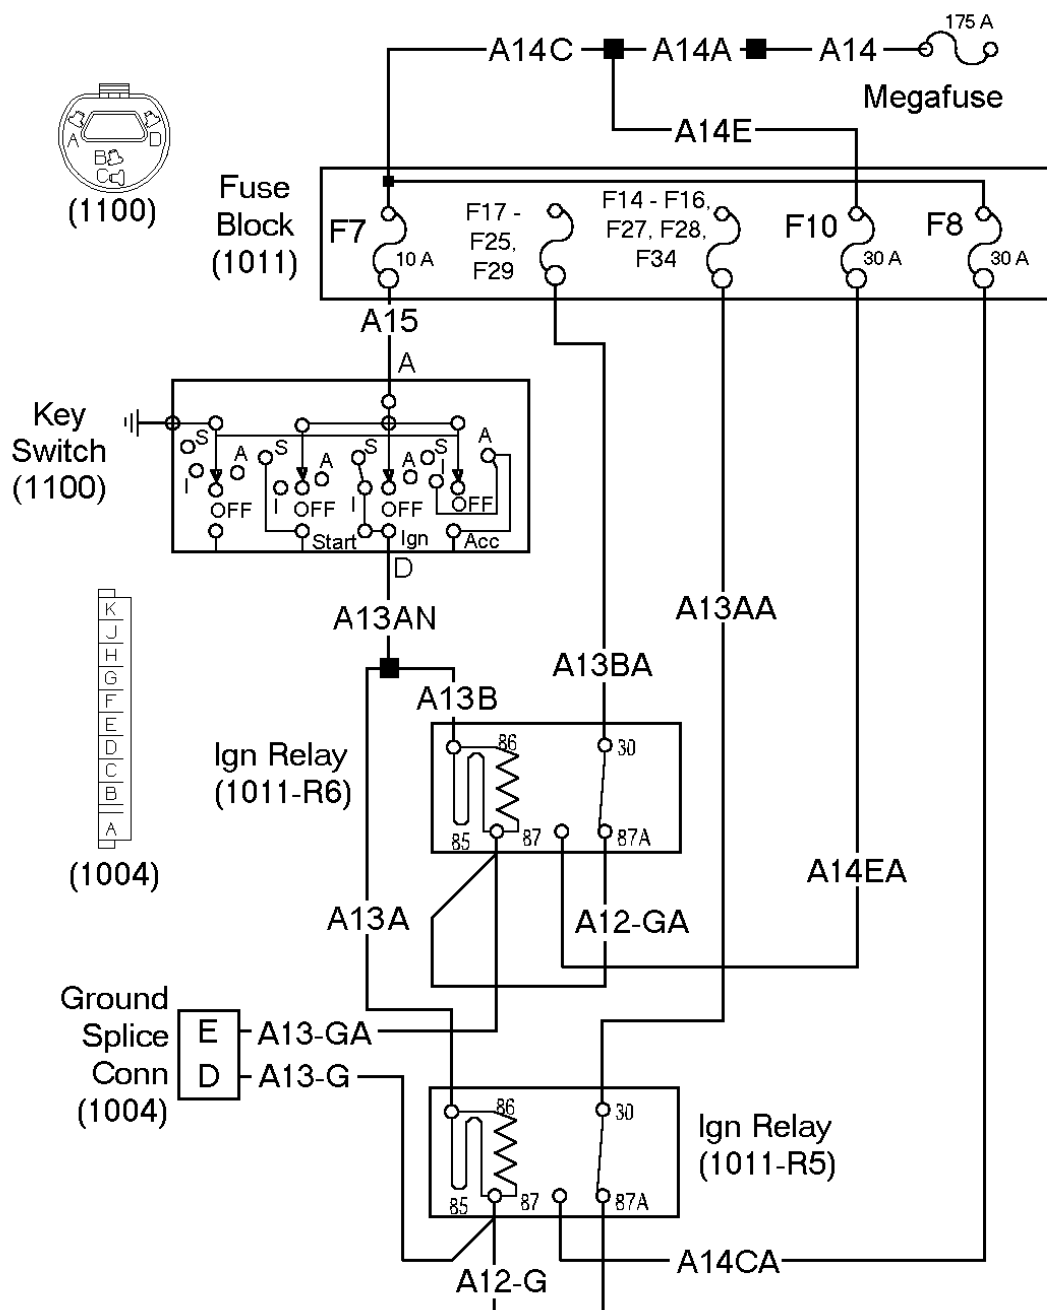 175 A
A14C
A14A
A14
Megafuse
A14E
A
D
B
C
(1100)
Fuse
Block
(1011)
F7
10 A
F17 -
F25,
F29
F14 - F16,
F27, F28,
F34
F10
30 A
F8
30 A
A15
A
Key
Switch
(1100)
S
A
I
OFF
S
A
I
OFF
Start
S
A
I
OFF
Ign
S
A
I
OFF
Acc
D
A13AN
A13AA
K
J
H
G
F
E
D
C
B
A
(1004)
A13BA
A13B
Ign Relay
(1011-R6)
86
30
85
87
87A
A14EA
A13A
A12-GA
Ground
Splice
Conn
(1004)
E
A13-GA
D
A13-G
86
30
85
87
87A
Ign Relay
(1011-R5)
A14CA
A12-G